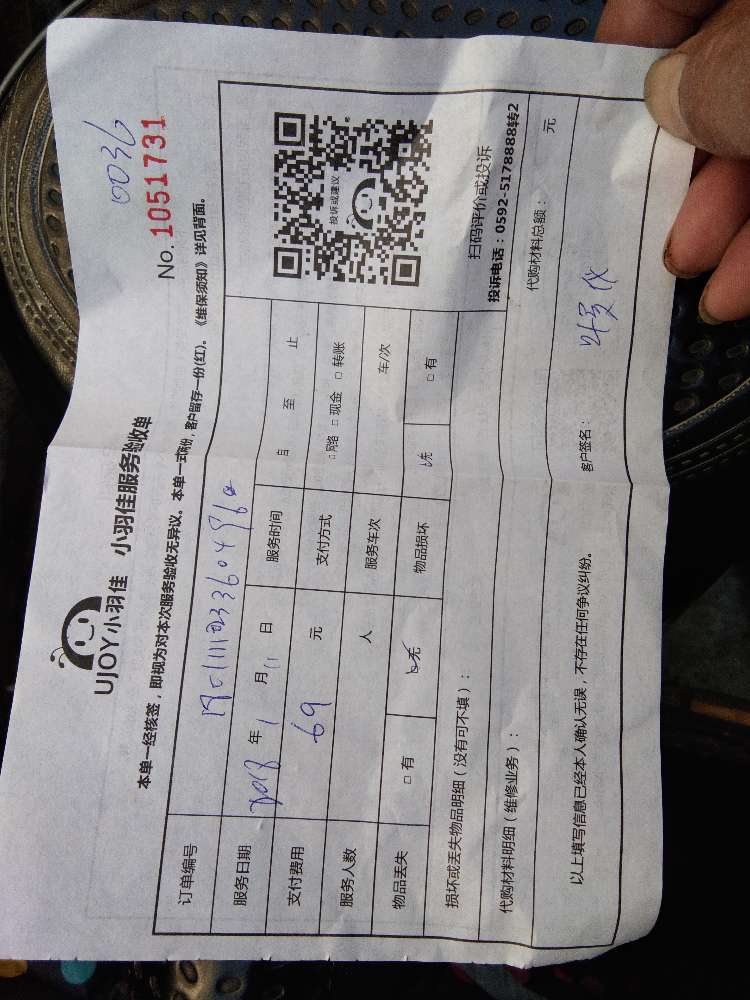 0036
No. 1051731
UJOY小羽佳 小羽佳服务验收单
本单一经核签，即视为对本次服务验收无异议。本单一式两份，客户留存一份(红)。《维保须知》详见背面。
订单编号
服务日期 2018 年 1 月 11 日 服务时间 自 至 止
支付费用 69 元 支付方式 □ 网络 □ 现金 □ 转账
服务人数 人 服务车次 车/次
物品丢失 □ 有 □ 无 物品损坏 □ 无 □ 有
投诉或建议
扫码评价或投诉
投诉电话：0592-5178888转2
损坏或丢失物品明细（没有可不填）：
代购材料明细（维修业务）： 代购材料总额： 元
以上填写信息已经本人确认无误，不存在任何争议纠纷。 客户签名：